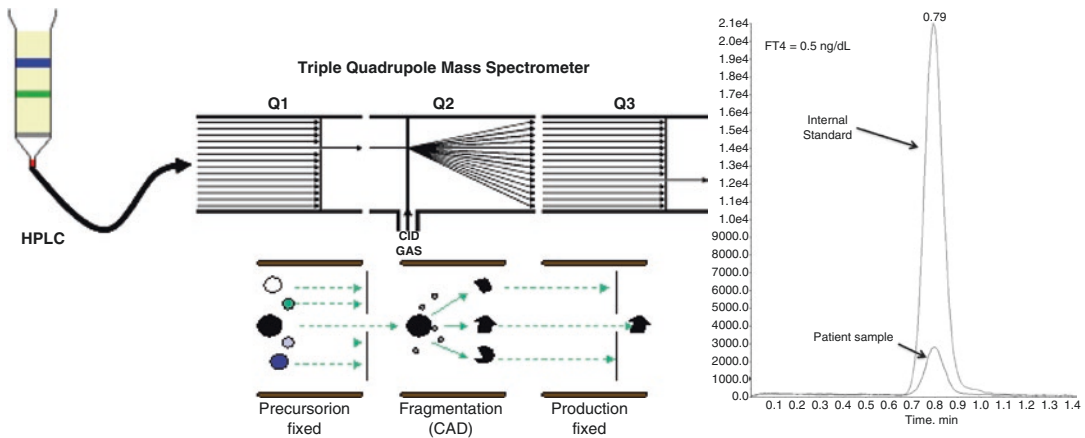 Triple Quadrupole Mass Spectrometer
Q1
Q2
Q3
HPLC
CID
GAS
Precursorion
fixed
Fragmentation
(CAD)
Production
fixed
0.79
FT4 = 0.5 ng/dL
Internal
Standard
Patient sample
2.1e4
2.0e4
1.9e4
1.8e4
1.7e4
1.6e4
1.5e4
1.4e4
1.3e4
1.2e4
1.1e4
1.0e4
9000.0
8000.0
7000.0
6000.0
5000.0
4000.0
3000.0
2000.0
1000.0
0.0
0.1 0.2 0.3 0.4 0.5 0.6 0.7 0.8 0.9 1.0 1.1 1.2 1.3 1.4
Time. min